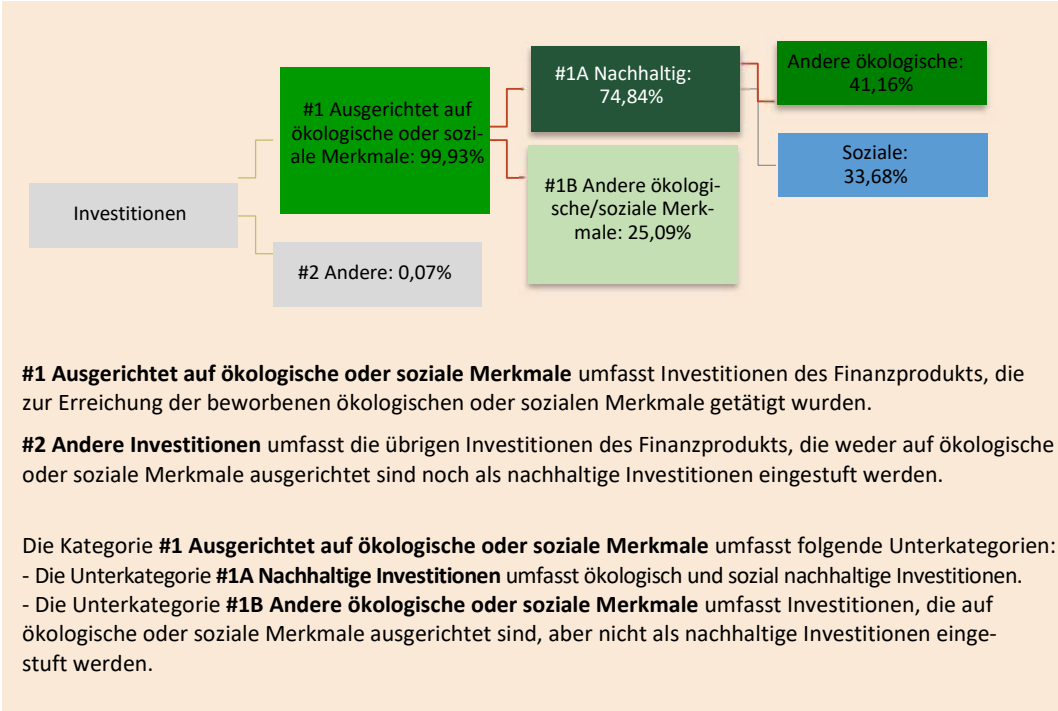 Investitionen
#1 Ausgerichtet auf
ökologische oder sozi-
ale Merkmale: 99,93%
#2 Andere: 0,07%
#1A Nachhaltig:
74,84%
#1B Andere ökologi-
sche/soziale Merk-
male: 25,09%
Andere ökologische:
41,16%
Soziale:
33,68%
#1 Ausgerichtet auf ökologische oder soziale Merkmale umfasst Investitionen des Finanzprodukts, die
zur Erreichung der beworbenen ökologischen oder sozialen Merkmale getätigt wurden.
#2 Andere Investitionen umfasst die übrigen Investitionen des Finanzprodukts, die weder auf ökologische
oder soziale Merkmale ausgerichtet sind noch als nachhaltige Investitionen eingestuft werden.
Die Kategorie #1 Ausgerichtet auf ökologische oder soziale Merkmale umfasst folgende Unterkategorien:
- Die Unterkategorie #1A Nachhaltige Investitionen umfasst ökologisch und sozial nachhaltige Investitionen.
- Die Unterkategorie #1B Andere ökologische oder soziale Merkmale umfasst Investitionen, die auf
ökologische oder soziale Merkmale ausgerichtet sind, aber nicht als nachhaltige Investitionen einge-
stuft werden.